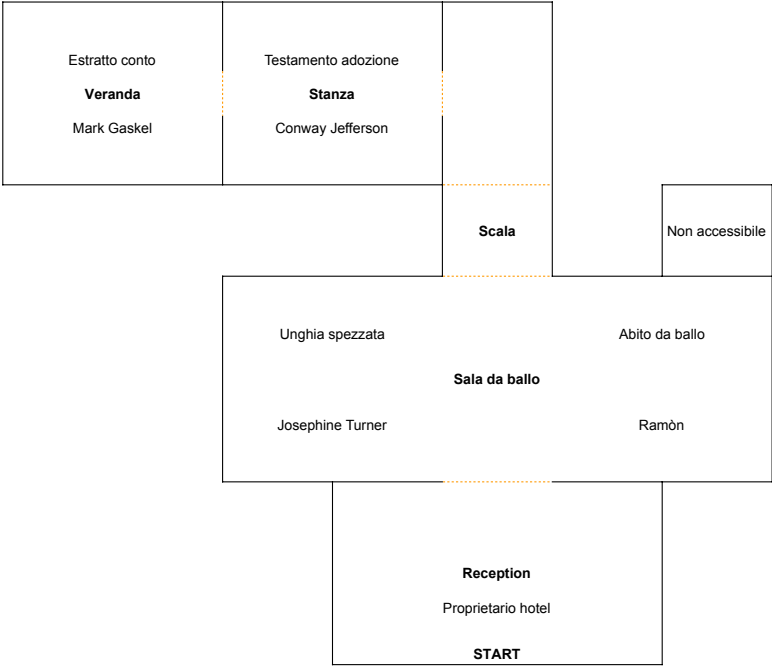 Estratto conto
Veranda
Mark Gaskel
Testamento adozione
Stanza
Conway Jefferson
Scala
Non accessibile
Unghia spezzata
Abito da ballo
Sala da ballo
Josephine Turner
Ramòn
Reception
Proprietario hotel
START